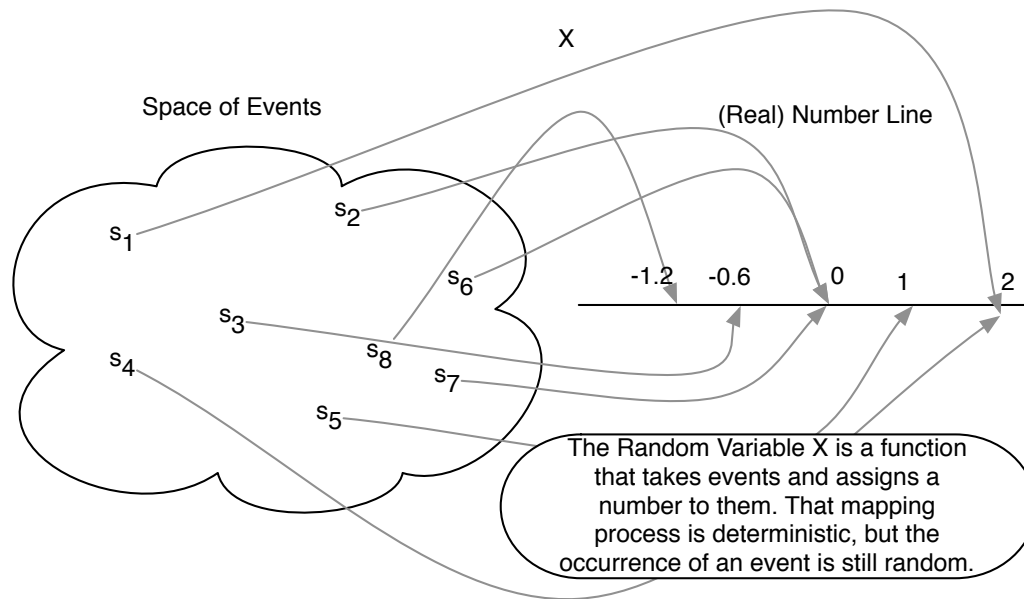 X
Space of Events
(Real) Number Line
s1
s2
s6
-1.2 -0.6 0 1 2
s3
s8
s4
s7
s5
The Random Variable X is a function
that takes events and assigns a
number to them. That mapping
process is deterministic, but the
occurrence of an event is still random.